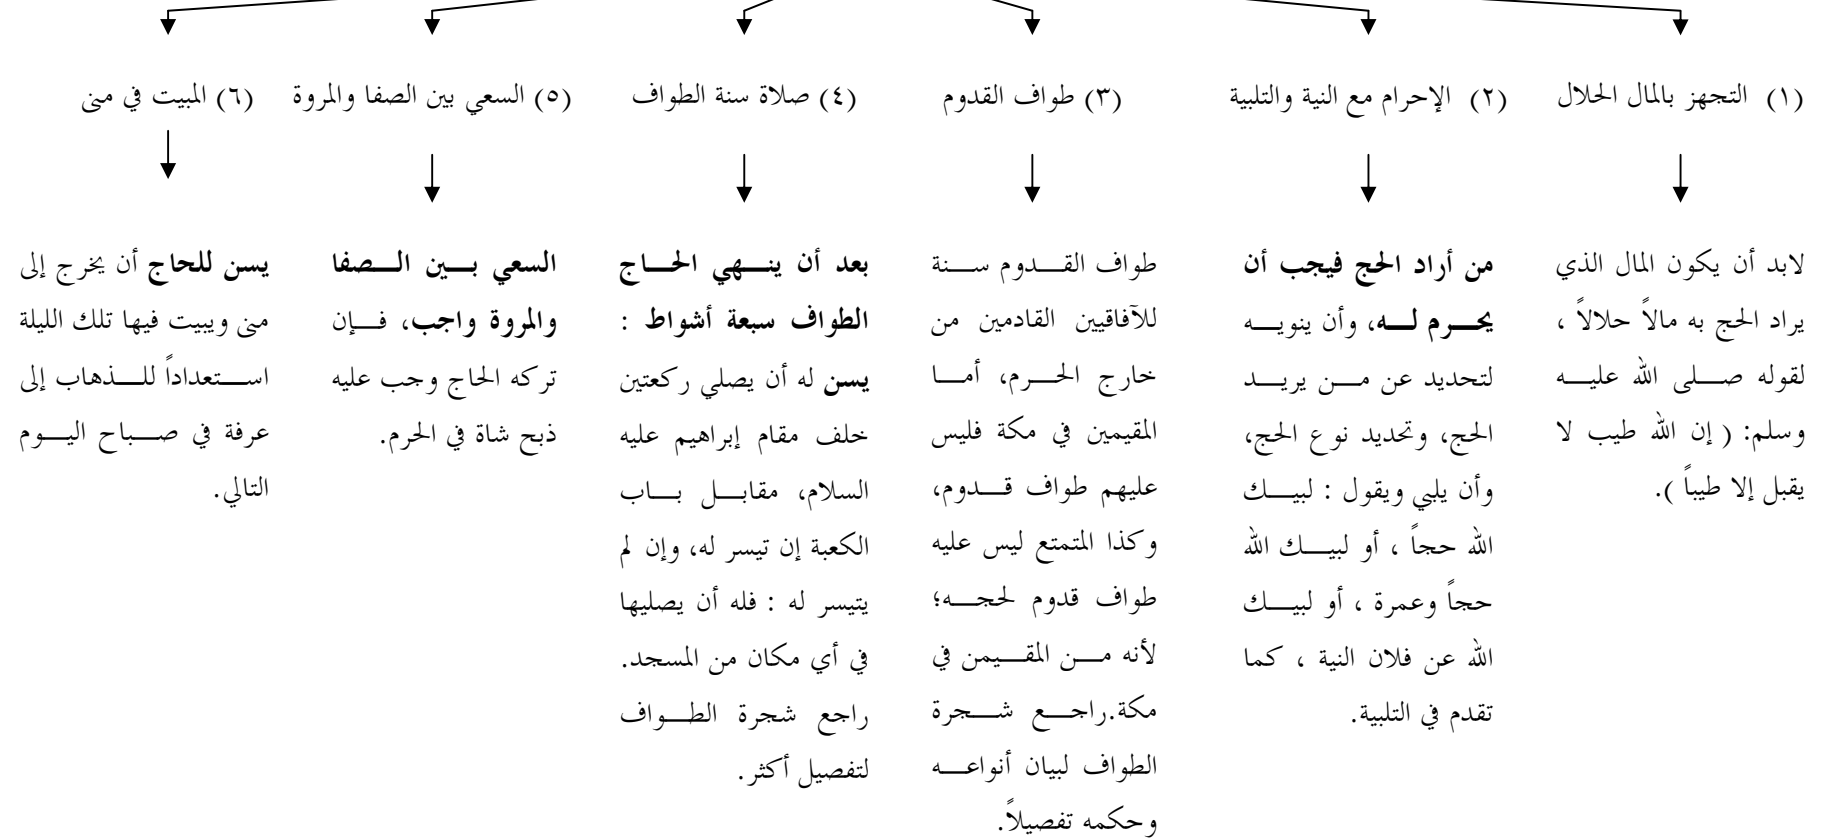 (١) التجهز بالمال الحلال
(٢) الإحرام مع النية والتلبية
(٣) طواف القدوم
(٤) صلاة سنة الطواف
(٥) السعي بين الصفا والمروة
(٦) المبيت في منى
لابد أن يكون المال الذي
يراد الحج به مالاً حلالاً ،
لقوله صلى الله عليه
وسلم: ( إن الله طيب لا
يقبل إلا طيباً ).
من أراد الحج فيجب أن
يحرم له، وأن ينويه
لتحديد عن من يريد
الحج، وتحديد نوع الحج،
وأن يلبي ويقول : لبيك
الله حجاً ، أو لبيك الله
حجاً وعمرة ، أو لبيك
الله عن فلان النية ، كما
تقدم في التلبية.
طواف القدوم سنة
للآفاقيين القادمين من
خارج الحرم، أما
المقيمين في مكة فليس
عليهم طواف قدوم،
وكذا المتمتع ليس عليه
طواف قدوم لحجه؛
لأنه من المقيمن في
مكة.راجع شجرة
الطواف لبيان أنواعه
وحكمه تفصيلاً.
بعد أن ينهي الحاج
الطواف سبعة أشواط :
يسن له أن يصلي ركعتين
خلف مقام إبراهيم عليه
السلام، مقابل باب
الكعبة إن تيسر له، وإن لم
يتيسر له : فله أن يصليها
في أي مكان من المسجد.
راجع شجرة الطواف
لتفصيل أكثر.
السعي بين الصفا
والمروة واجب، فإن
تركه الحاج وجب عليه
ذبح شاة في الحرم.
يسن للحاج أن يخرج إلى
منى ويبيت فيها تلك الليلة
استعداداً للذهاب إلى
عرفة في صباح اليوم
التالي.